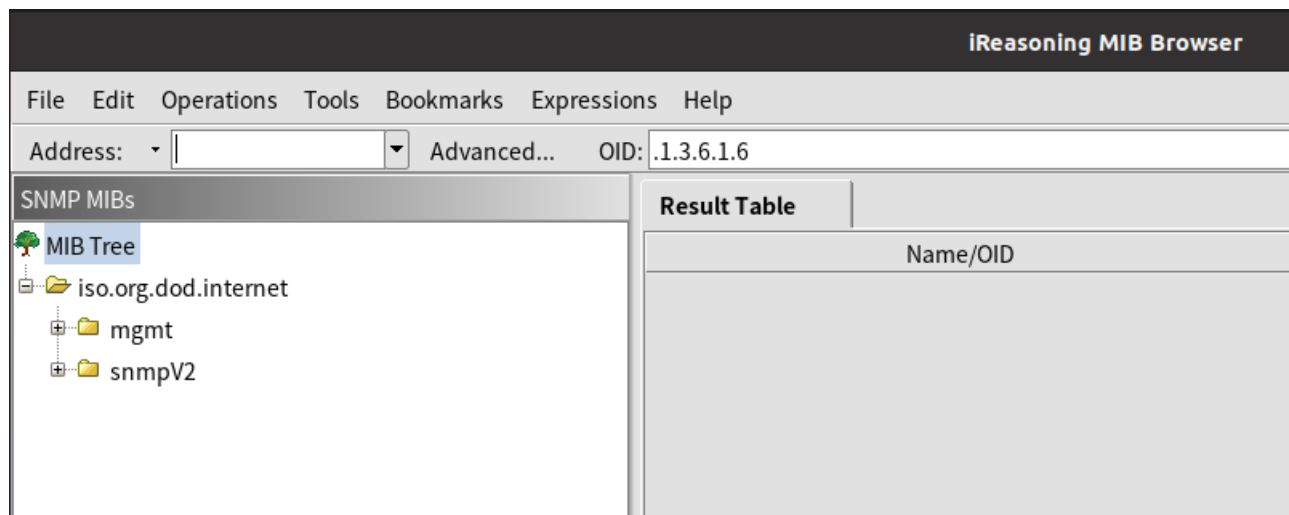 iReasoning MIB Browser
File Edit Operations Tools Bookmarks Expressions Help
Address: Advanced... OID: .1.3.6.1.6
SNMP MIBs
Result Table
MIB Tree
Name/OID
iso.org.dod.internet
mgmt
snmpV2